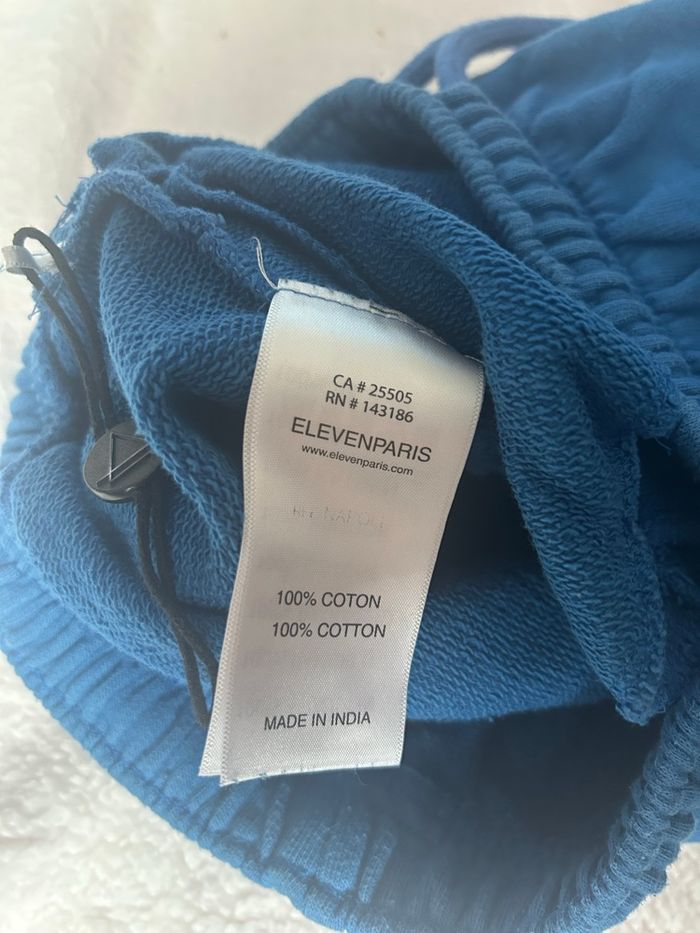 CA # 25505
RN # 143186
ELEVENPARIS
www.elevenparis.com
100% COTON
100% COTTON
MADE IN INDIA